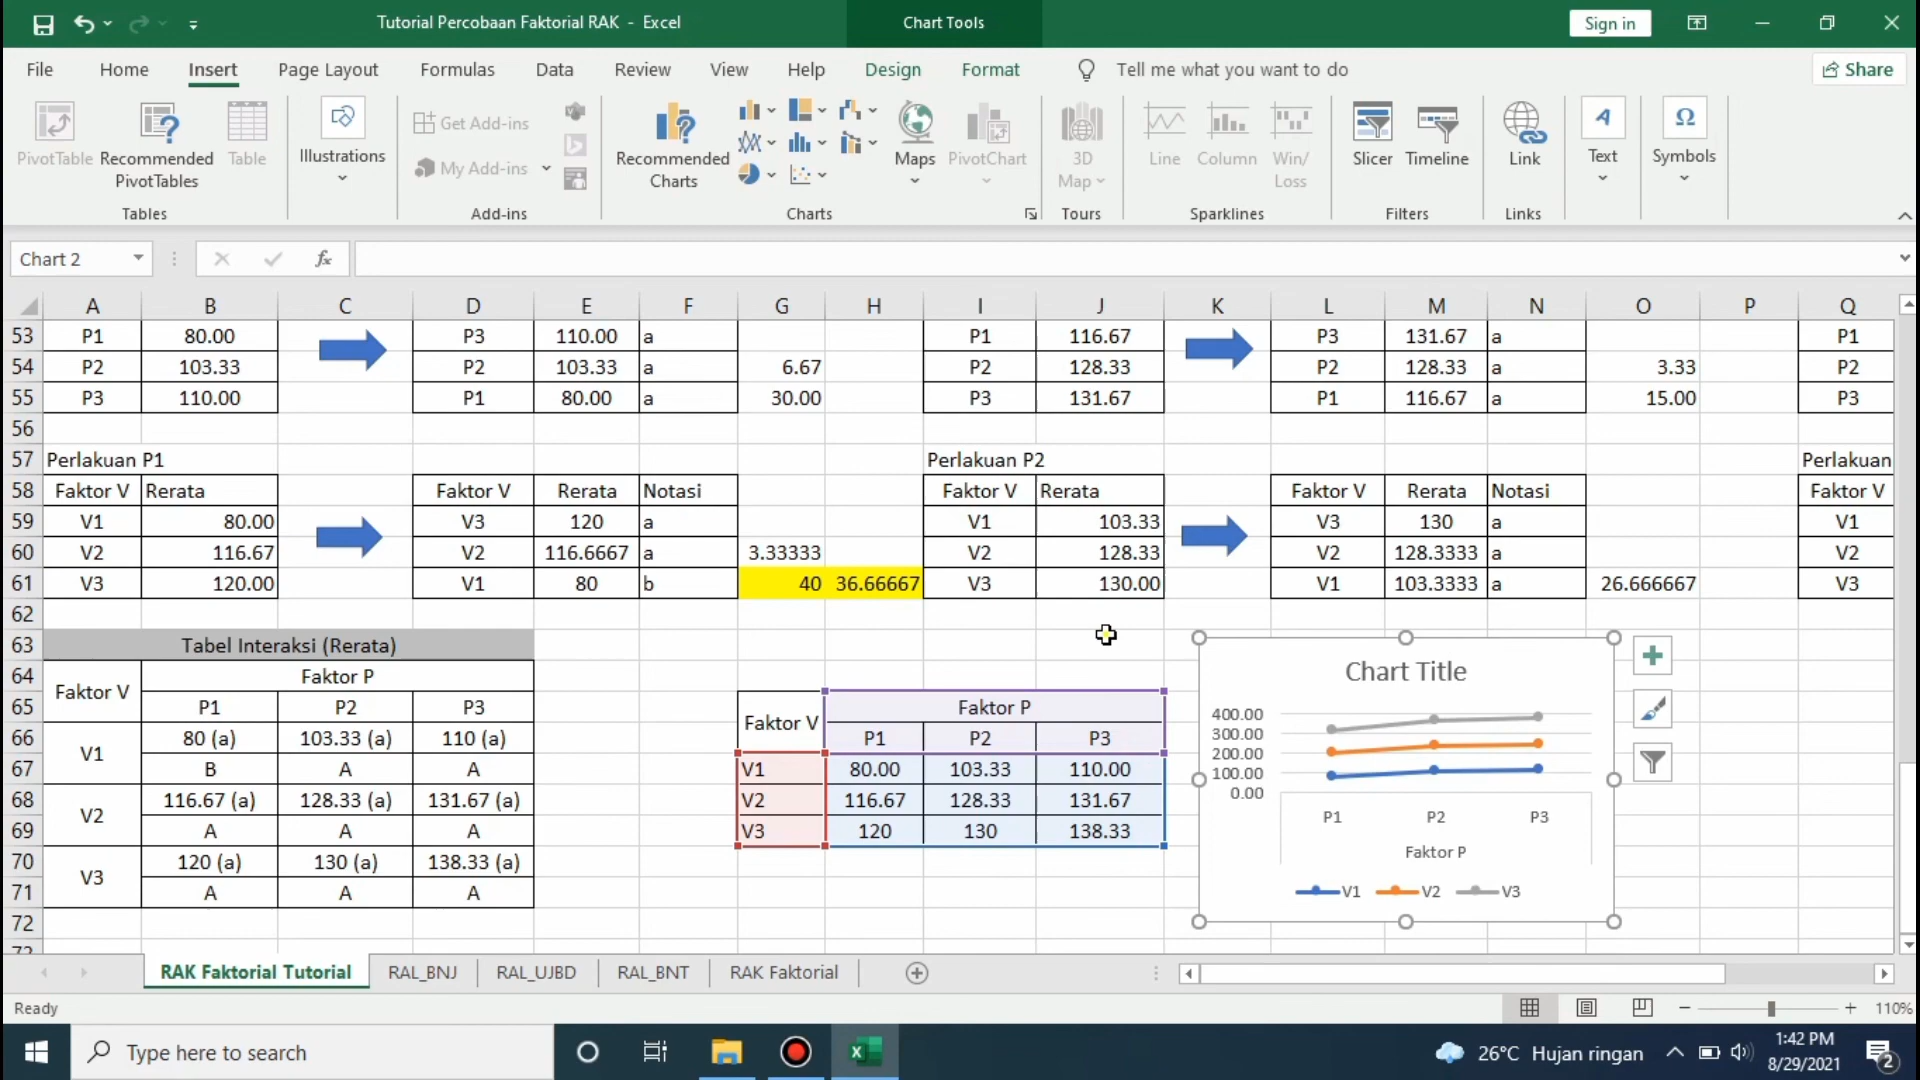 Tutorial Percobaan Faktorial RAK - Excel
Chart Tools
Sign in
File Home Insert Page Layout Formulas Data Review View Help Design Format Tell me what you want to do Share
PivotTable Recommended PivotTables Table
Illustrations
Get Add-ins
My Add-ins
Recommended Charts
Maps PivotChart
3D Map
Line Column Win/Loss
Slicer Timeline
Link
Text
Symbols
Tables Add-ins Charts Tours Sparklines Filters Links
Chart 2 fx
A B C D E F G H I J K L M N O P Q
53 P1 80.00 P3 110.00 a P1 116.67 P3 131.67 a P1
54 P2 103.33 P2 103.33 a 6.67 P2 128.33 P2 128.33 a 3.33 P2
55 P3 110.00 P1 80.00 a 30.00 P3 131.67 P1 116.67 a 15.00 P3
56
57 Perlakuan P1 Perlakuan P2 Perlakuan
58 Faktor V Rerata Faktor V Rerata Notasi Faktor V Rerata Faktor V Rerata Notasi Faktor V
59 V1 80.00 V3 120 a V1 103.33 V3 130 a V1
60 V2 116.67 V2 116.6667 a 3.33333 V2 128.33 V2 128.3333 a V2
61 V3 120.00 V1 80 b 40 36.66667 V3 130.00 V1 103.3333 a 26.666667 V3
62
63 Tabel Interaksi (Rerata)
64 Faktor V Faktor P
65 P1 P2 P3 Faktor V Faktor P
66 V1 80 (a) 103.33 (a) 110 (a) P1 P2 P3
67 B A A V1 80.00 103.33 110.00
68 V2 116.67 (a) 128.33 (a) 131.67 (a) V2 116.67 128.33 131.67
69 A A A V3 120 130 138.33
70 V3 120 (a) 130 (a) 138.33 (a)
71 A A A
72
Chart Title
400.00
300.00
200.00
100.00
0.00
P1 P2 P3
Faktor P
V1 V2 V3
RAK Faktorial Tutorial RAL_BNJ RAL_UJBD RAL_BNT RAK Faktorial
Ready 110%
Type here to search
26°C Hujan ringan
1:42 PM
8/29/2021
2